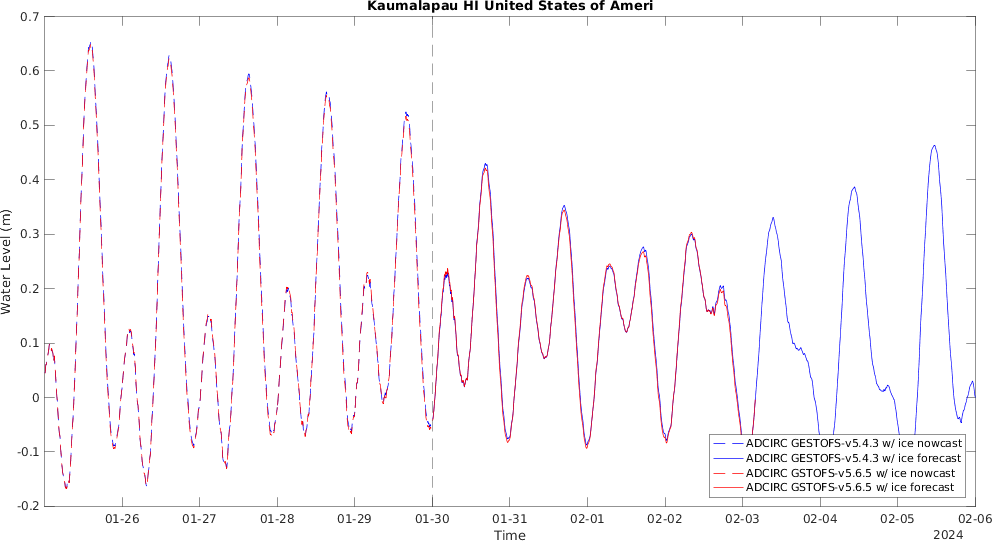 Kaumalapau HI United States of Ameri
0.7
0.6
0.5
0.4
0.3
0.2
0.1
0
-0.1
-0.2
Water Level (m)
01-26 01-27 01-28 01-29 01-30 01-31 02-01 02-02 02-03 02-04 02-05 02-06
Time
2024
ADCIRC GESTOFS-v5.4.3 w/ ice nowcast
ADCIRC GESTOFS-v5.4.3 w/ ice forecast
ADCIRC GSTOFS-v5.6.5 w/ ice nowcast
ADCIRC GSTOFS-v5.6.5 w/ ice forecast